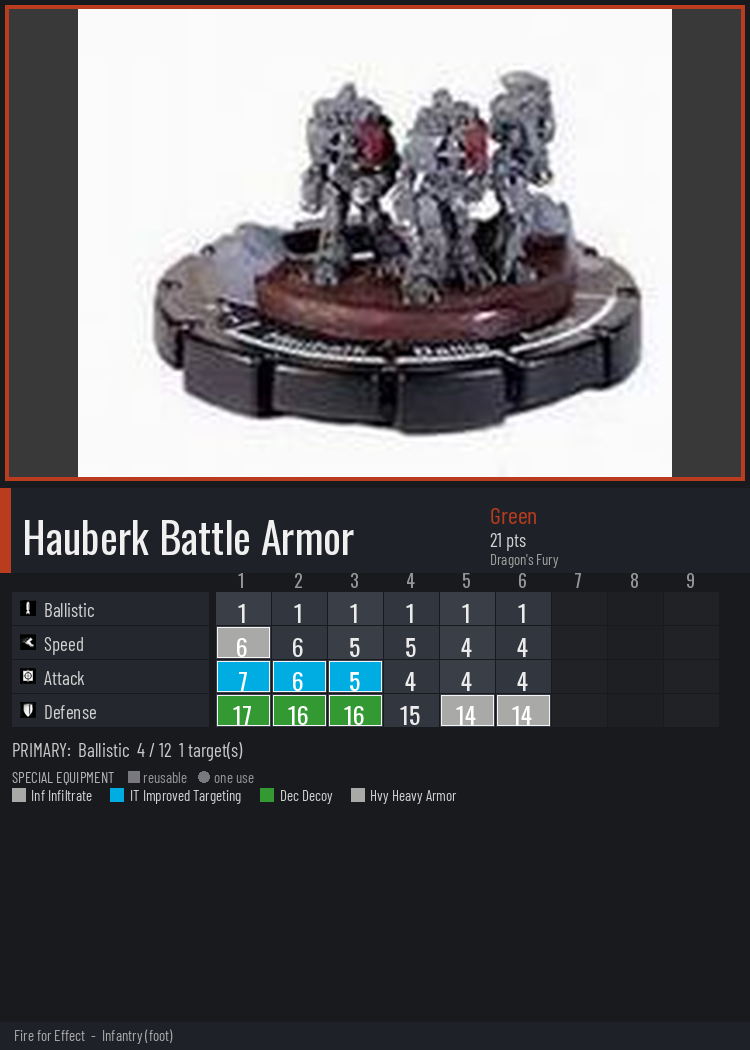 Battle
Hauberk Battle Armor
Green
21 pts
Dragon's Fury
1 2 3 4 5 6 7 8 9
Ballistic 1 1 1 1 1 1
Speed 6 6 5 5 4 4
Attack 7 6 5 4 4 4
Defense 17 16 16 15 14 14
PRIMARY: Ballistic 4 / 12 1 target(s)
SPECIAL EQUIPMENT reusable one use
Inf Infiltrate IT Improved Targeting Dec Decoy Hvy Heavy Armor
Fire for Effect - Infantry (foot)